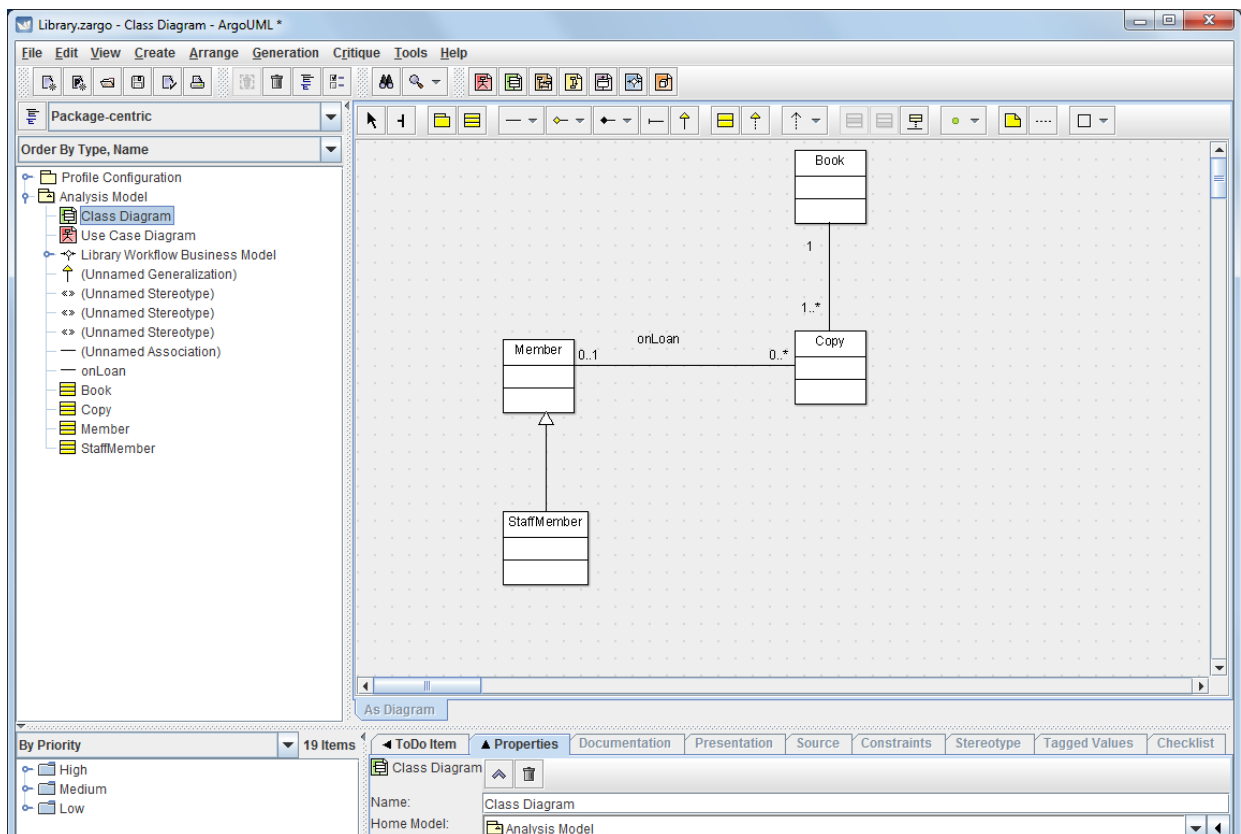 Library.zargo - Class Diagram - ArgoUML *
File Edit View Create Arrange Generation Critique Tools Help
Package-centric
Order By Type, Name
Profile Configuration
Analysis Model
Class Diagram
Use Case Diagram
Library Workflow Business Model
(Unnamed Generalization)
«» (Unnamed Stereotype)
«» (Unnamed Stereotype)
«» (Unnamed Stereotype)
(Unnamed Association)
onLoan
Book
Copy
Member
StaffMember
Book
1
1..*
Copy
onLoan
Member
0..1
0..*
StaffMember
As Diagram
By Priority
19 Items
High
Medium
Low
ToDo Item Properties Documentation Presentation Source Constraints Stereotype Tagged Values Checklist
Class Diagram
Name: Class Diagram
Home Model: Analysis Model